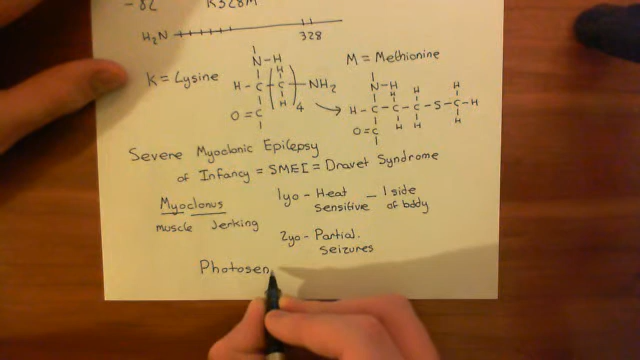 K328M
H₂N 328
K = Lysine
M = Methionine
N-H
H-C-(C)₄-NH₂
H
H
O=C
N-H
H-C-C-C-S-C-H
H H H
H H H
O=C
Severe Myoclonic Epilepsy
of Infancy = SMEI = Dravet Syndrome
Myoclonus
muscle Jerking
1yo - Heat sensitive - 1 side of body
2yo - Partial. Seizures
Photosen